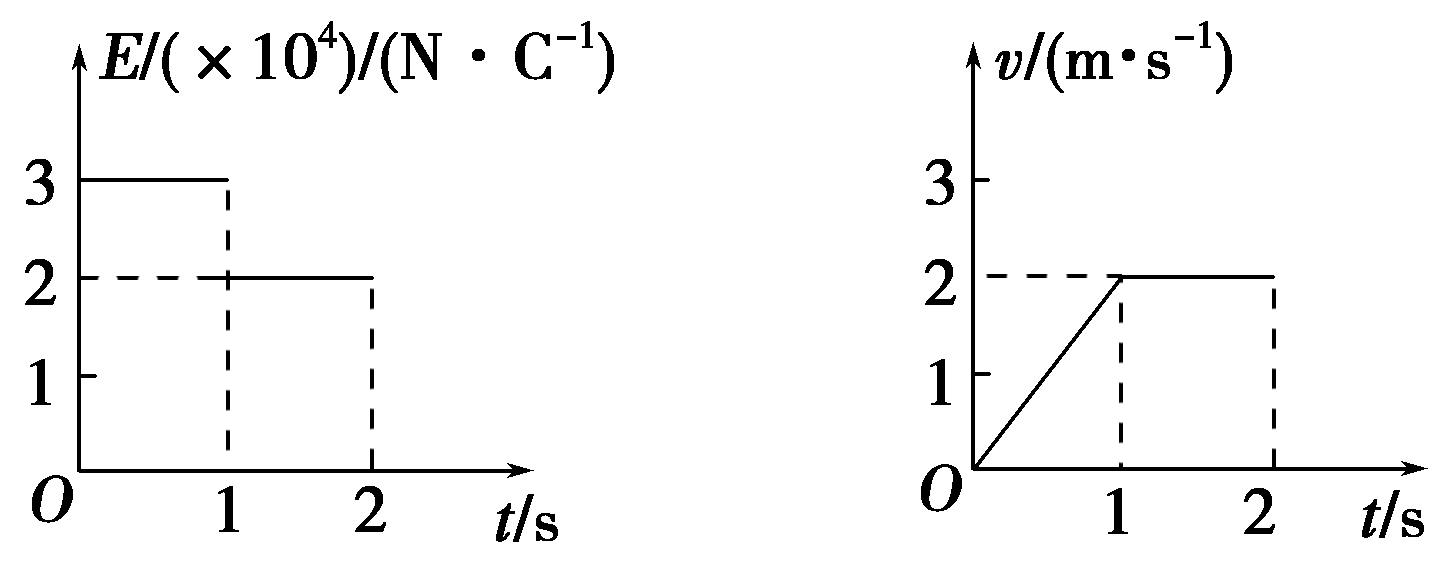 E/(×10⁴)/(N·C⁻¹)
3
2
1
O
1
2
t/s
v/(m·s⁻¹)
3
2
1
O
1
2
t/s